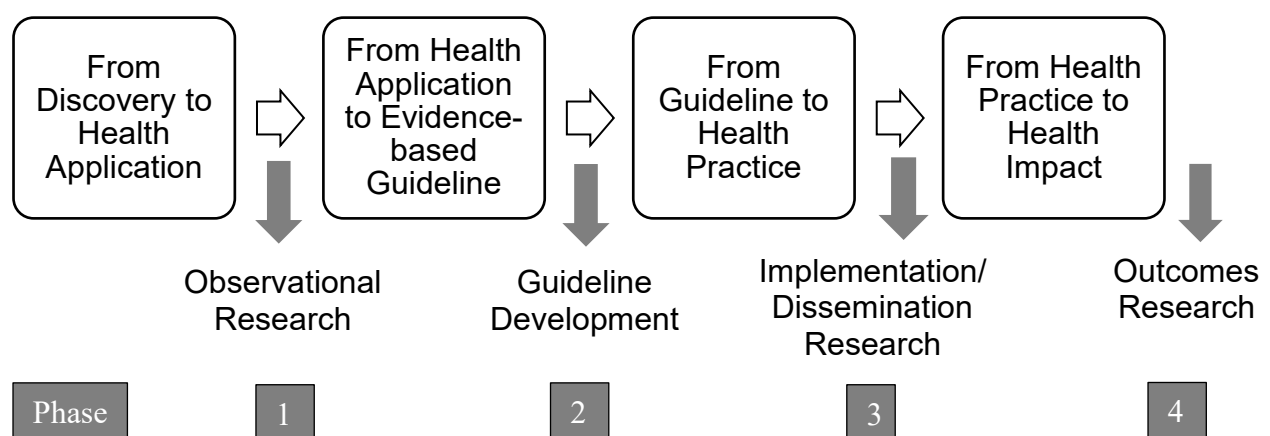 From
Discovery to
Health
Application
From Health
Application
to Evidence-
based
Guideline
From
Guideline to
Health
Practice
From Health
Practice to
Health
Impact
Observational
Research
Guideline
Development
Implementation/
Dissemination
Research
Outcomes
Research
Phase
1
2
3
4